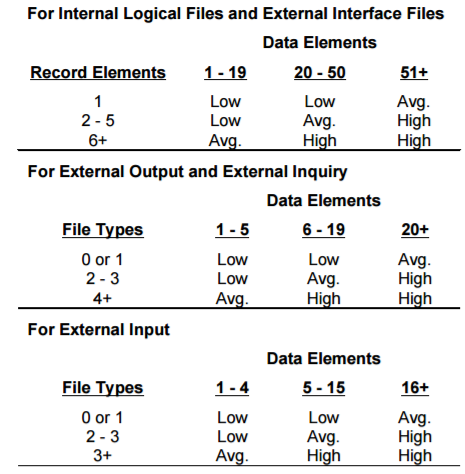 For Internal Logical Files and External Interface Files
Data Elements
Record Elements 1 - 19 20 - 50 51+
1 Low Low Avg.
2 - 5 Low Avg. High
6+ Avg. High High
For External Output and External Inquiry
Data Elements
File Types 1 - 5 6 - 19 20+
0 or 1 Low Low Avg.
2 - 3 Low Avg. High
4+ Avg. High High
For External Input
Data Elements
File Types 1 - 4 5 - 15 16+
0 or 1 Low Low Avg.
2 - 3 Low Avg. High
3+ Avg. High High